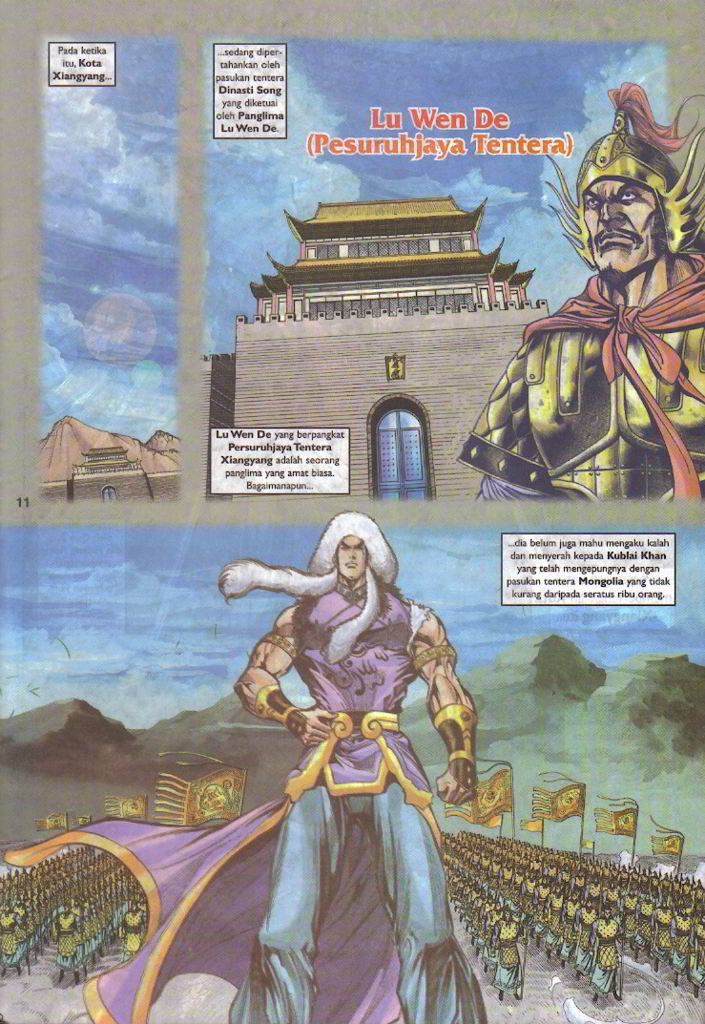 Pada ketika
itu, Kota
Xiangyang...
...sedang diper-
tahankan oleh
pasukan tentera
Dinasti Song
yang diketuai
oleh Panglima
Lu Wen De.
Lu Wen De
(Pesuruhjaya Tentera)
Lu Wen De yang berpangkat
Persuruhjaya Tentera
Xiangyang adalah seorang
panglima yang amat biasa.
Bagaimanapun...
11
...dia belum juga mahu mengaku kalah
dan menyerah kepada Kublai Khan
yang telah mengepungnya dengan
pasukan tentera Mongolia yang tidak
kurang daripada seratus ribu orang.